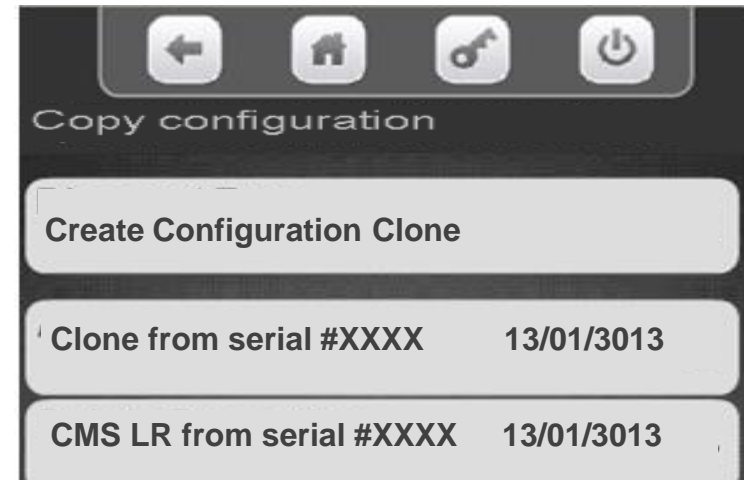 Copy configuration
Create Configuration Clone
Clone from serial #XXXX 13/01/3013
CMS LR from serial #XXXX 13/01/3013